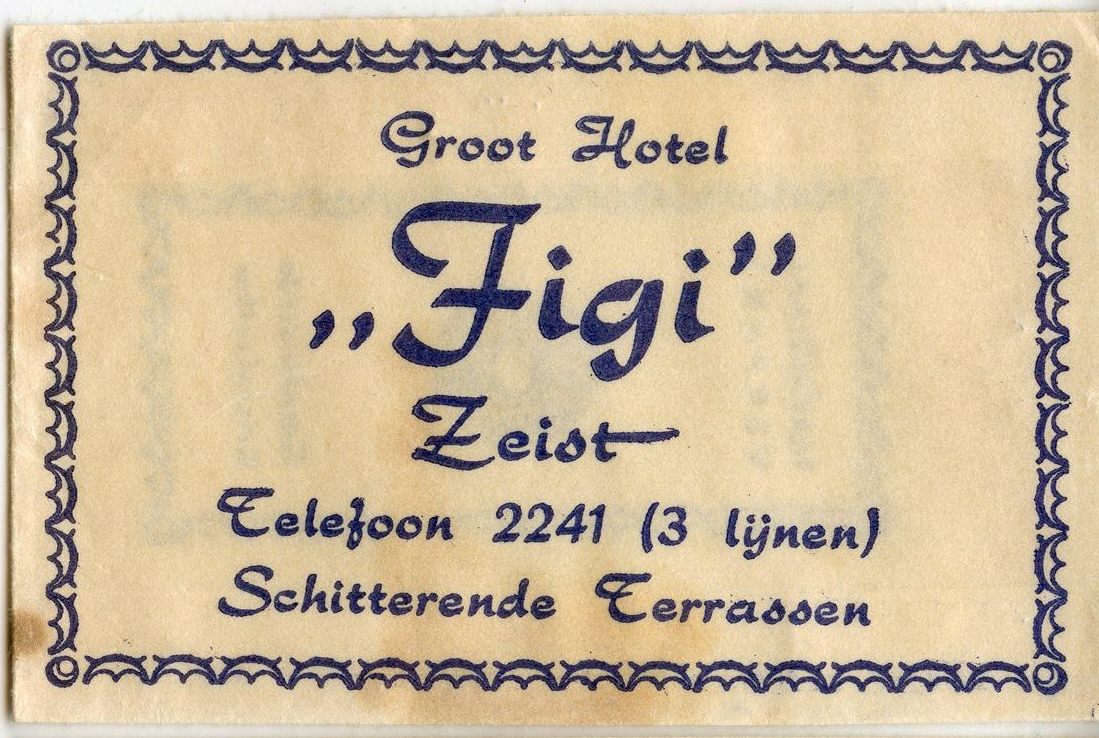 Groot Hotel
„Figi”
Zeist
Telefoon 2241 (3 lijnen)
Schitterende Terrassen